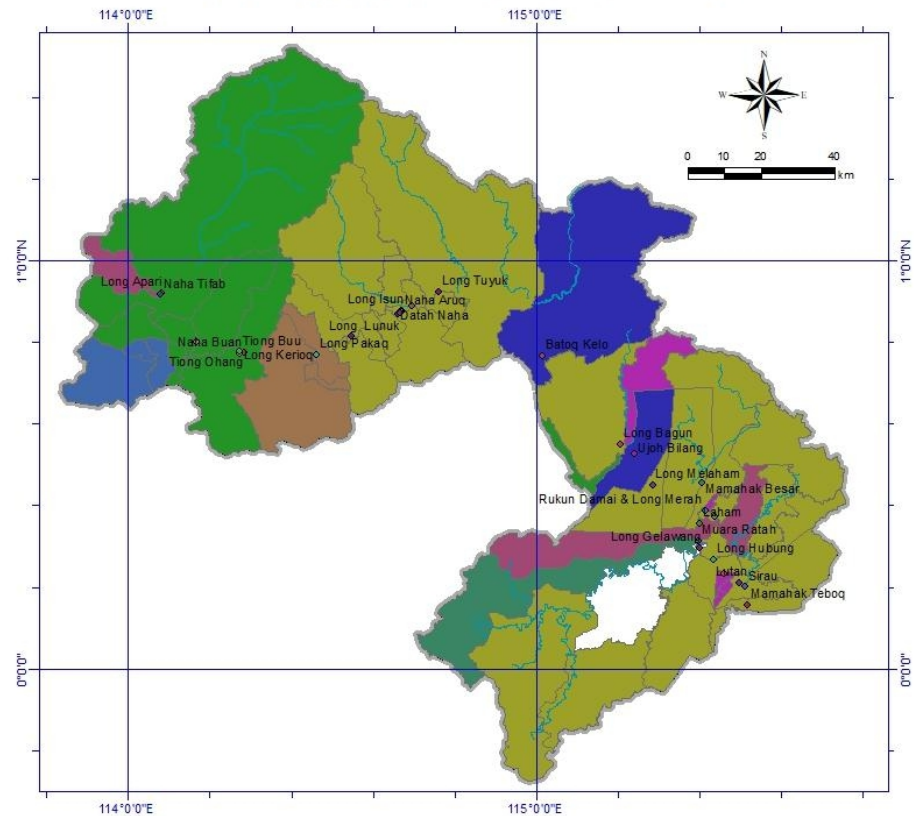 114°0'0"E
115°0'0"E
N
W
E
S
0 10 20 40
km
1°0'0"N
1°0'0"N
Long Apari
Naha Tifab
Long Tuyuk
Long Isun
Naha Aruq
Datah Naha
Long Lunuk
Long Pakaq
Naha Buan
Tiong Buu
Long Kerioq
Tiong Ohang
Batoq Kelo
Long Bagun
Ujoh Bilang
Long Melaham
Mamahak Besar
Rukun Damai & Long Merah
Laham
Muara Ratah
Long Gelawang
Long Hubung
Lutan
Sirau
Mamahak Teboq
0°0'0"
0°0'0"
114°0'0"E
115°0'0"E